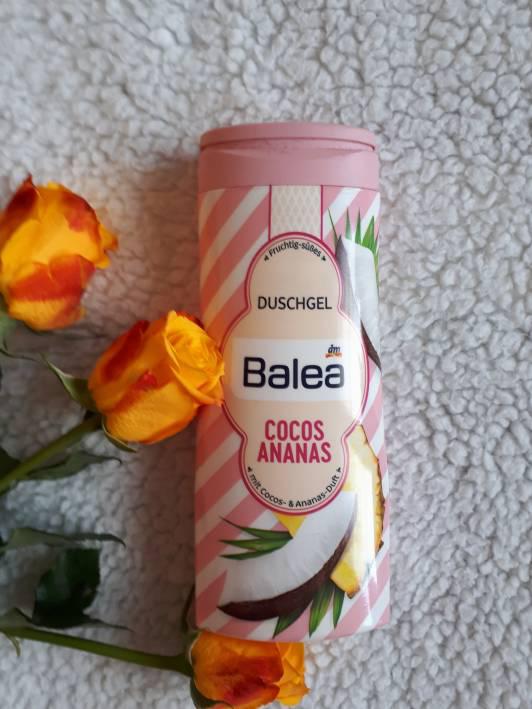 Fruchtig-süßes
DUSCHGEL
dm
Balea
COCOS
ANANAS
mit Cocos- & Ananas-Duft